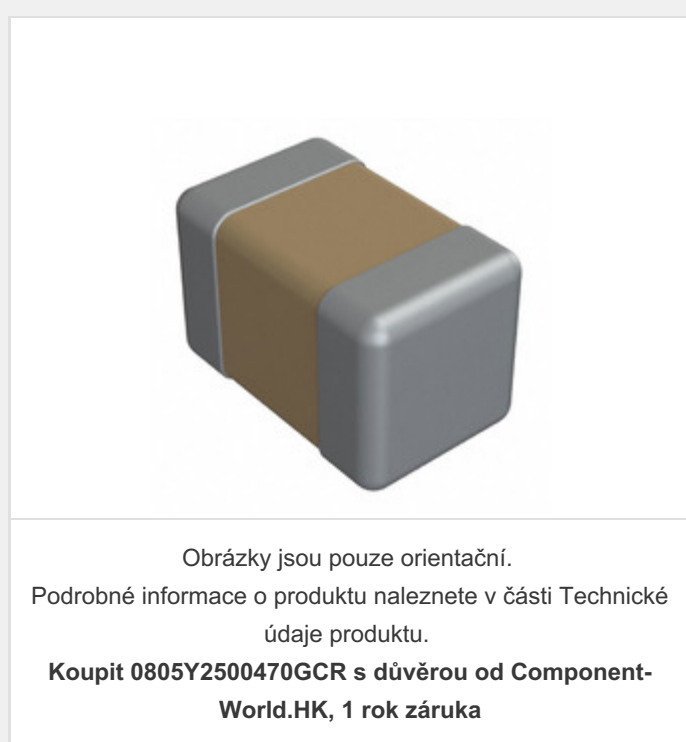 Obrázky jsou pouze orientační.
Podrobné informace o produktu naleznete v části Technické
údaje produktu.
Koupit 0805Y2500470GCR s důvěrou od Component-
World.HK, 1 rok záruka